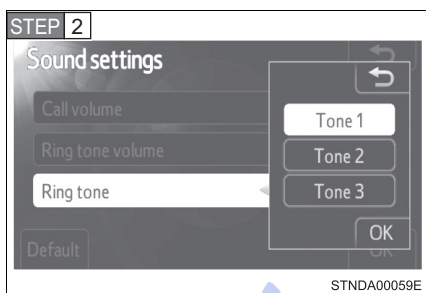 STEP 2
Sound settings
Call volume
Ring tone volume
Ring tone
Default
Tone 1
Tone 2
Tone 3
OK
OK
STNDA00059E